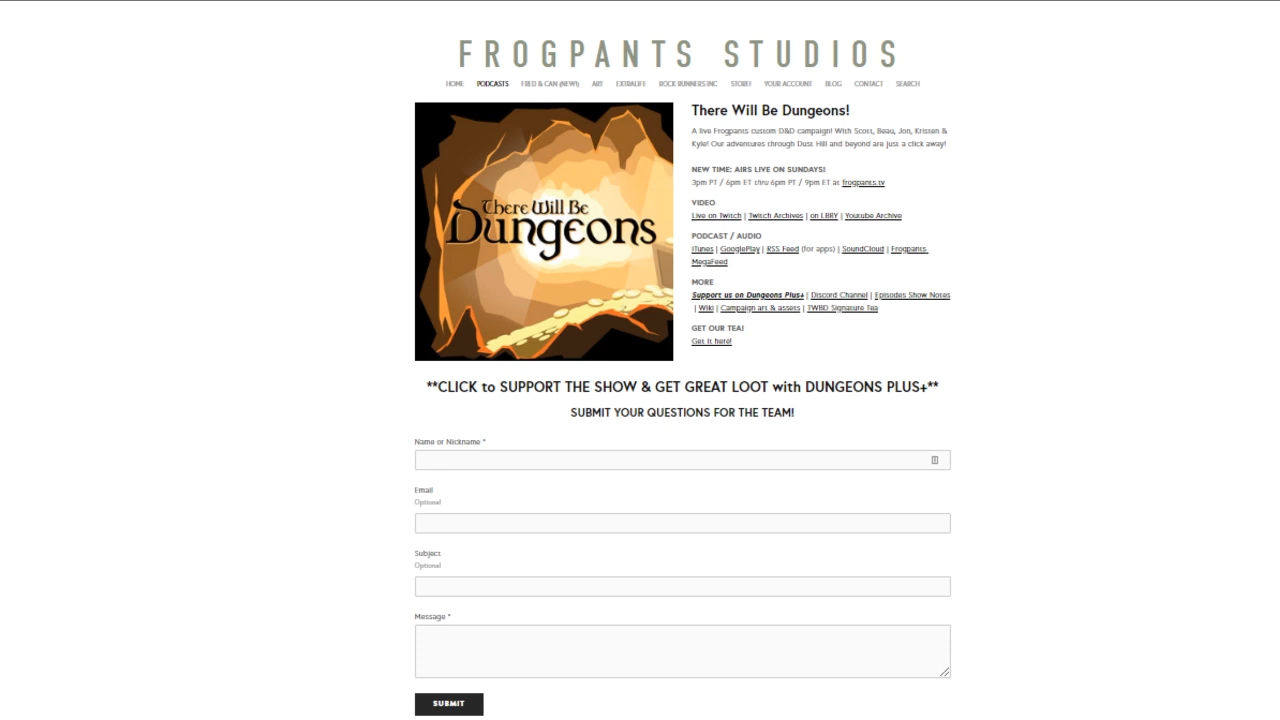 FROGPANTS STUDIOS
HOME PODCASTS FRED & CAN (NEW!) ART EXTRALIFE ROCK RUNNERS INC STORE! YOUR ACCOUNT BLOG CONTACT SEARCH
There Will Be
Dungeons
There Will Be Dungeons!
A live Frogpants custom D&D campaign! With Scott, Beau, Jon, Kristen &
Kyle! Our adventures through Dust Hill and beyond are just a click away!
NEW TIME: AIRS LIVE ON SUNDAYS!
3pm PT / 6pm ET thru 6pm PT / 9pm ET at frogpants.tv
VIDEO
Live on Twitch | Twitch Archives | on LBRY | Youtube Archive
PODCAST / AUDIO
iTunes | GooglePlay | RSS Feed (for apps) | SoundCloud | Frogpants
MegaFeed
MORE
Support us on Dungeons Plus+ | Discord Channel | Episodes Show Notes
| Wiki | Campaign art & assets | TWBD Signature Tea
GET OUR TEA!
Get it here!
**CLICK to SUPPORT THE SHOW & GET GREAT LOOT with DUNGEONS PLUS+**
SUBMIT YOUR QUESTIONS FOR THE TEAM!
Name or Nickname *
Email
Optional
Subject
Optional
Message *
SUBMIT